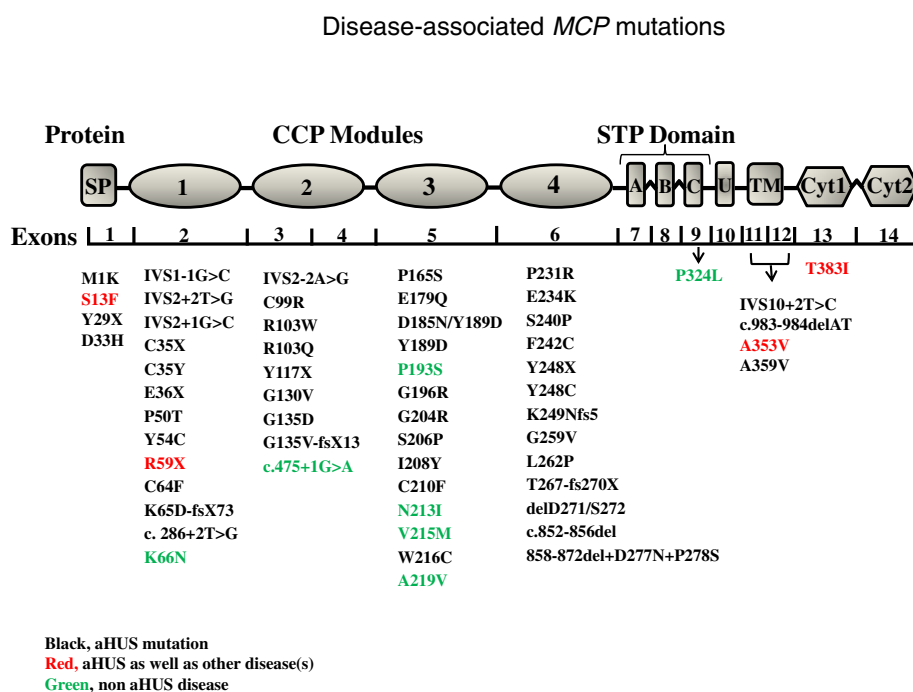 Disease-associated MCP mutations
Protein CCP Modules STP Domain
SP 1 2 3 4 A B C U TM Cyt1 Cyt2
Exons 1 2 3 4 5 6 7 8 9 10 11 12 13 14
M1K
S13F
Y29X
D33H
IVS1-1G>C
IVS2+2T>G
IVS2+1G>C
C35X
C35Y
E36X
P50T
Y54C
R59X
C64F
K65D-fsX73
c. 286+2T>G
K66N
IVS2-2A>G
C99R
R103W
R103Q
Y117X
G130V
G135D
G135V-fsX13
c.475+1G>A
P165S
E179Q
D185N/Y189D
Y189D
P193S
G196R
G204R
S206P
I208Y
C210F
N213I
V215M
W216C
A219V
P231R
E234K
S240P
F242C
Y248X
Y248C
K249Nfs5
G259V
L262P
T267-fs270X
delD271/S272
c.852-856del
858-872del+D277N+P278S
P324L
IVS10+2T>C
c.983-984delAT
A353V
A359V
T383I
Black, aHUS mutation
Red, aHUS as well as other disease(s)
Green, non aHUS disease